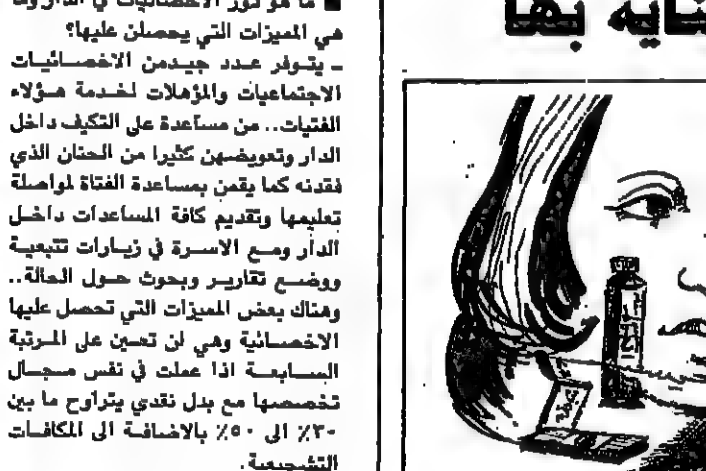 ■ ما هو دور الاخصائيات في الدار وما
هي المميزات التي يحصلن عليها؟
ـ يتوفر عدد جيدمن الاخصائيات
الاجتماعيات والمؤهلات لخدمة هؤلاء
الفتيات.. من مساعدة على التكيف داخل
الدار وتعويضهن كثيرا من الحنان الذي
فقدنه كما يقمن بمساعدة الفتاة لمواصلة
تعليمها وتقديم كافة المساعدات داخل
الدار ومع الاسرة في زيارات تتبعية
ووضع تقارير وبحوث حول الحالة..
وهناك بعض المميزات التي تحصل عليها
الاخصائية وهي ان تعين على المرتبة
السابعة اذا عملت في نفس مجال
تخصصها مع بدل نقدي يتراوح ما بين
٣٠٪ الى ٥٠٪ بالاضافة الى المكافآت
التشجيعية.
بها